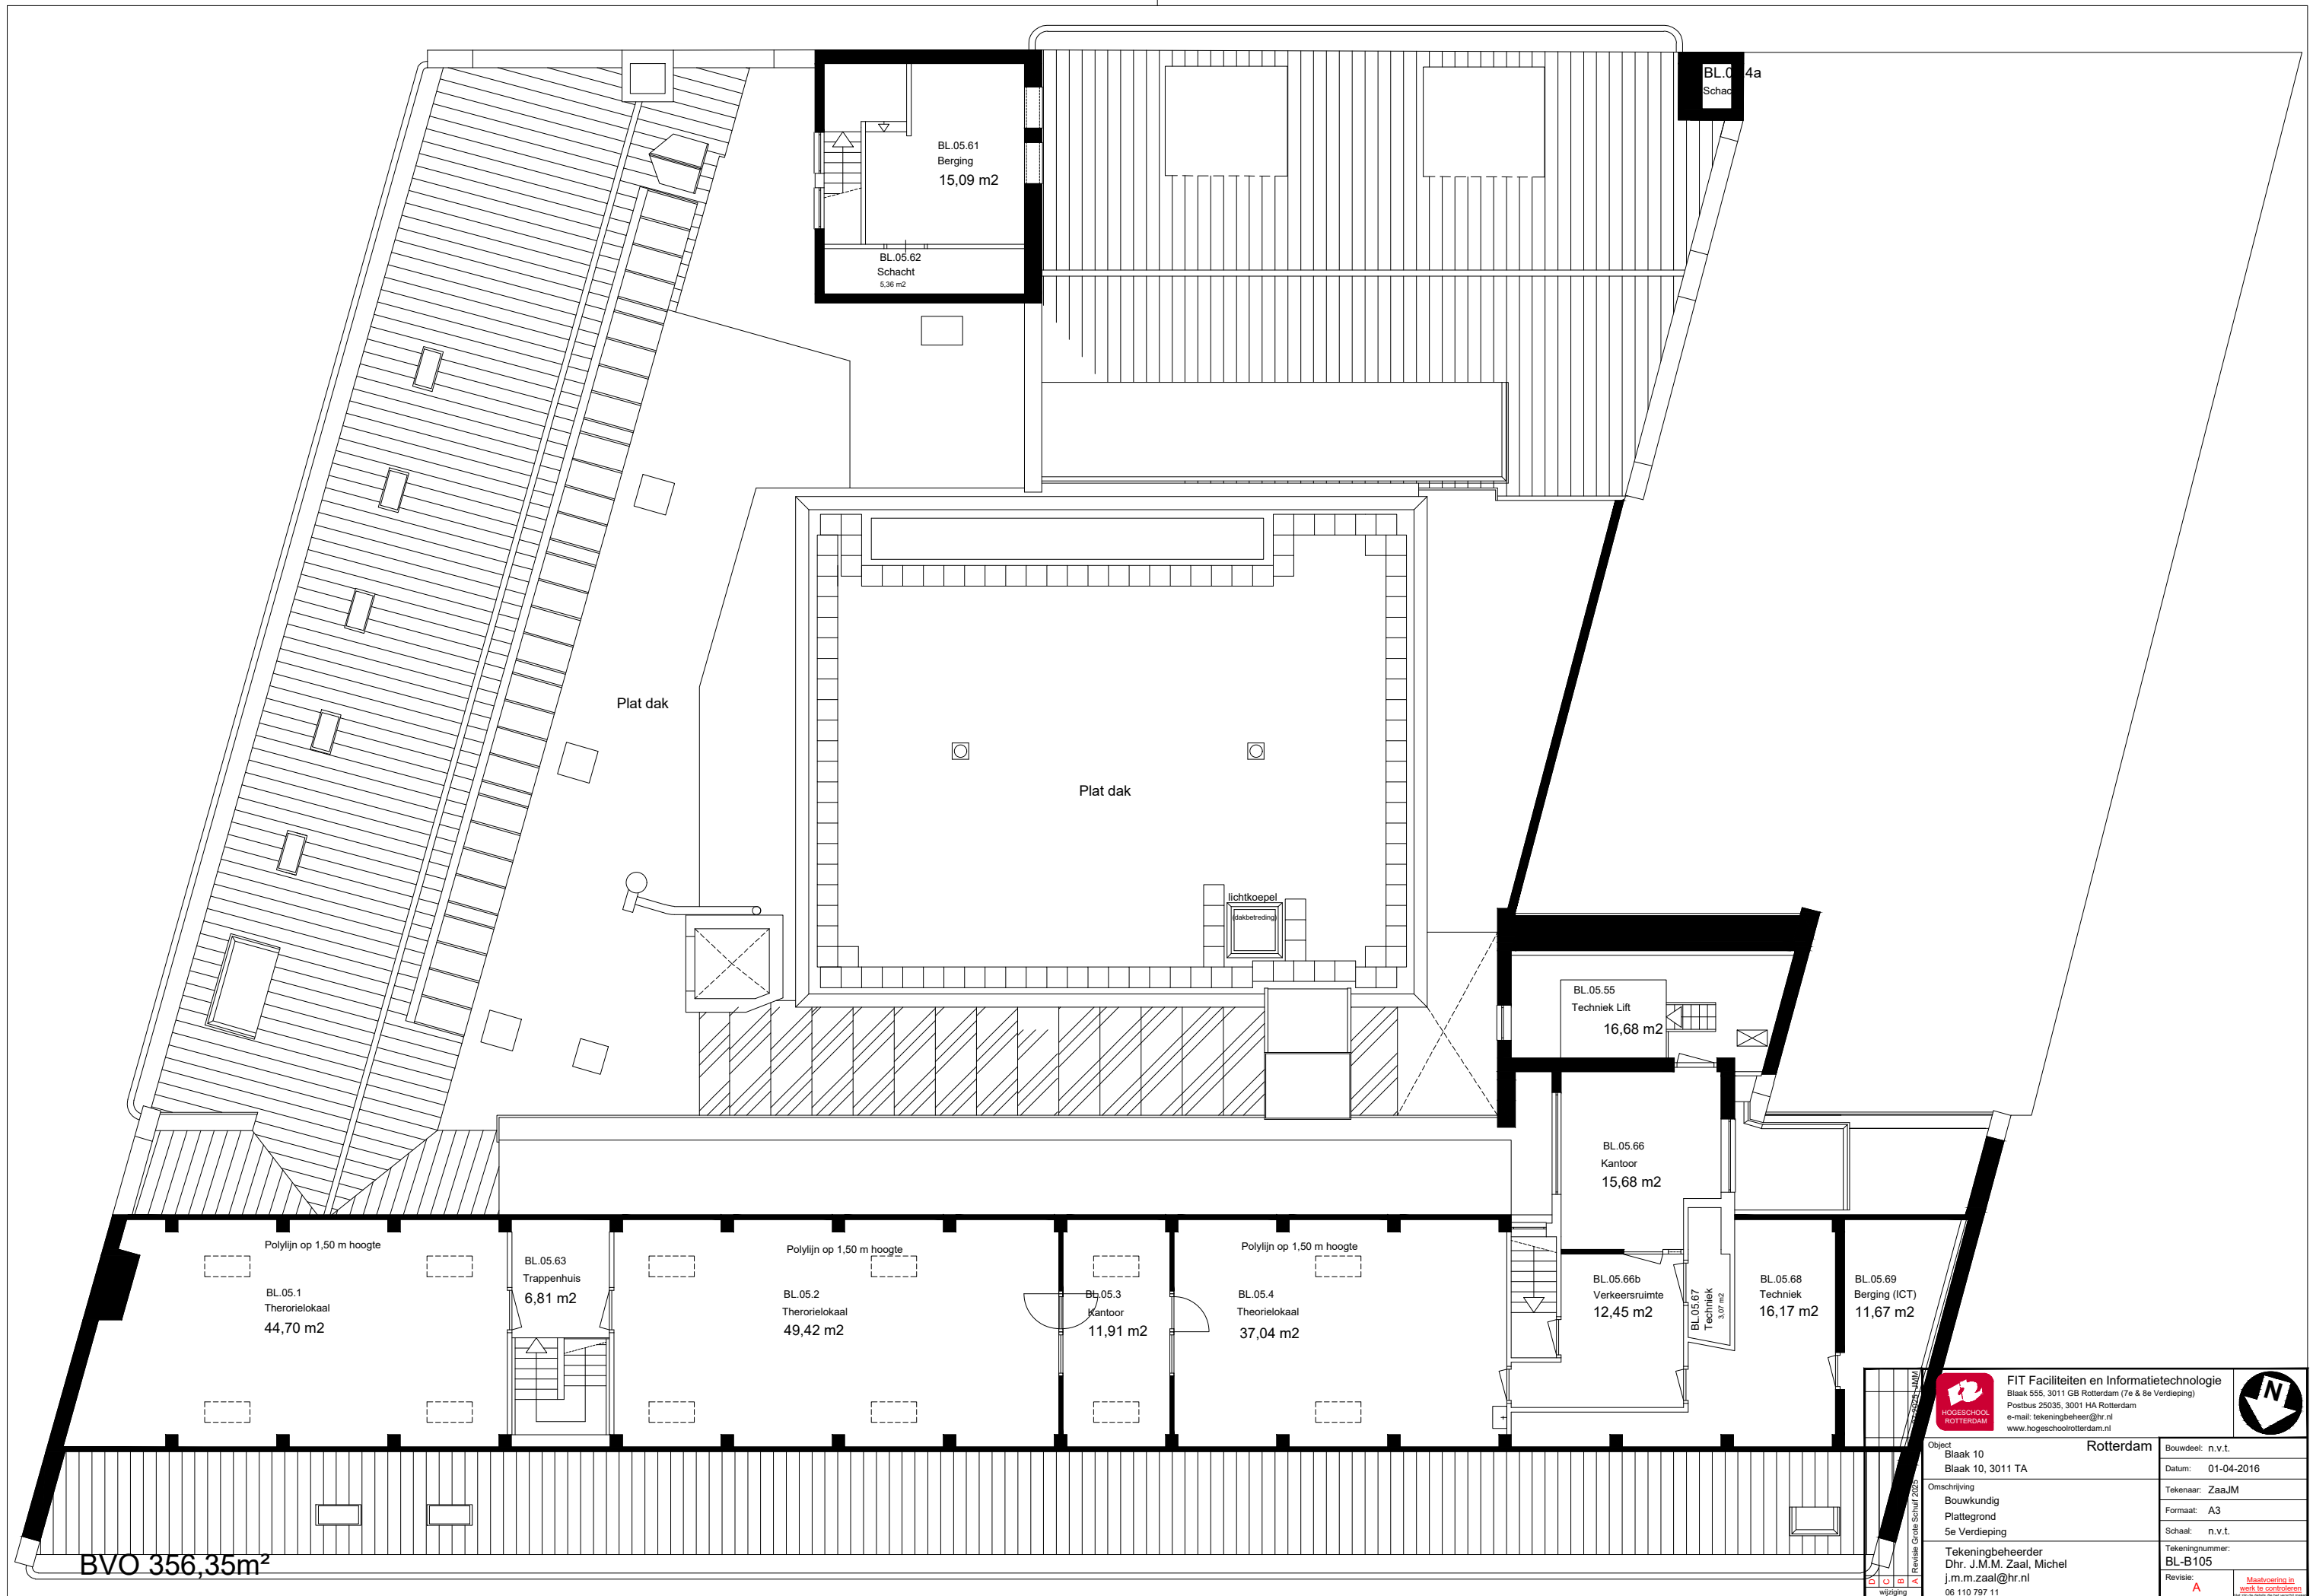 BL.05.61
Berging
15,09 m2
BL.05.62
Schacht
5,36 m2
Plat dak
Plat dak
lichtkoepel
(dakbetreding)
BL.05.55
Techniek Lift
16,68 m2
BL.05.66
Kantoor
15,68 m2
Polylijn op 1,50 m hoogte
BL.05.1
Therorielokaal
44,70 m2
BL.05.63
Trappenhuis
6,81 m2
Polylijn op 1,50 m hoogte
BL.05.2
Therorielokaal
49,42 m2
BL.05.3
Kantoor
11,91 m2
Polylijn op 1,50 m hoogte
BL.05.4
Theorielokaal
37,04 m2
BL.05.66b
Verkeersruimte
12,45 m2
BL.05.67
Techniek
3,07 m2
BL.05.68
Techniek
16,17 m2
BL.05.69
Berging (ICT)
11,67 m2
BVO 356,35m²
HOGESCHOOL
ROTTERDAM
FIT Faciliteiten en Informatietechnologie
Blaak 555, 3011 GB Rotterdam (7e & 8e Verdieping)
Postbus 25035, 3001 HA Rotterdam
e-mail: tekeningbeheer@hr.nl
www.hogeschoolrotterdam.nl
N
Object
Rotterdam
Blaak 10
Blaak 10, 3011 TA
Omschrijving
Bouwkundig
Plattegrond
5e Verdieping
Tekeningbeheerder
Dhr. J.M.M. Zaal, Michel
j.m.m.zaal@hr.nl
06 110 797 11
Bouwdeel: n.v.t.
Datum: 01-04-2016
Tekenaar: ZaaJM
Formaat: A3
Schaal: n.v.t.
Tekeningnummer:
BL-B105
Revisie:
A
Maatvoering in
werk te controleren
D
C
B
A Revisie Grote Schuif 2025
JMM
wijziging